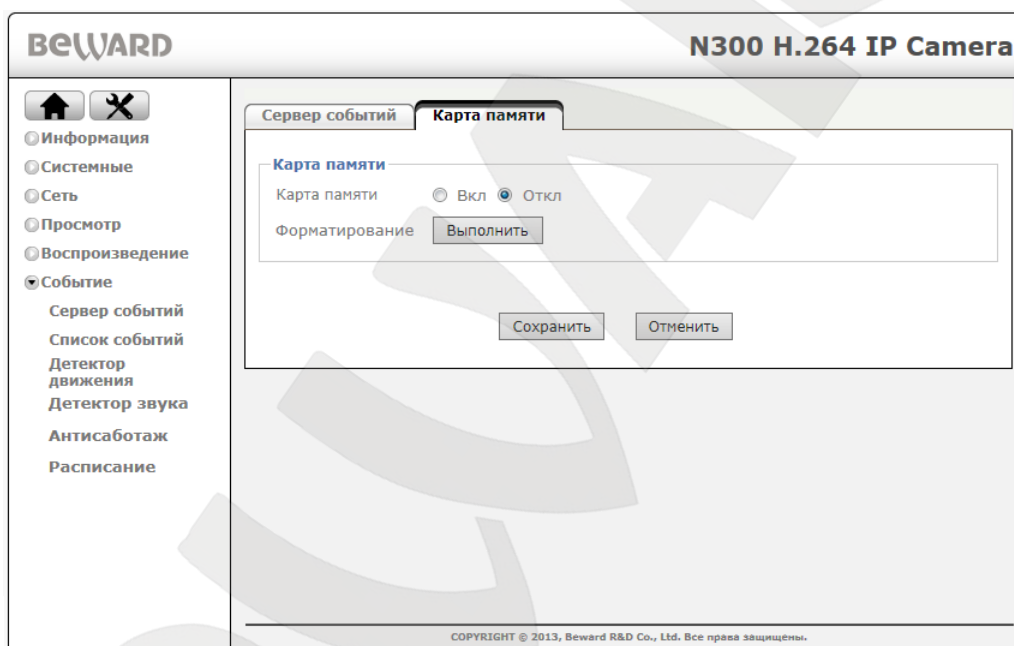 BEWARD
N300 H.264 IP Camera
Информация
Системные
Сеть
Просмотр
Воспроизведение
Событие
Сервер событий
Список событий
Детектор
движения
Детектор звука
Антисаботаж
Расписание
Сервер событий
Карта памяти
Карта памяти
Карта памяти Вкл Откл
Форматирование Выполнить
Сохранить Отменить
COPYRIGHT © 2013, Beward R&D Co., Ltd. Все права защищены.